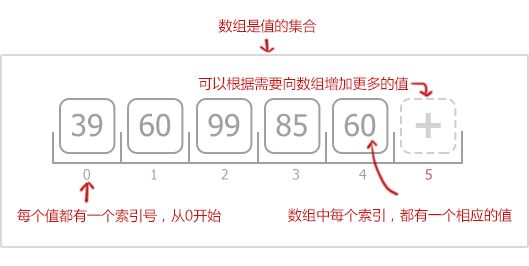 数组是值的集合
可以根据需要向数组增加更多的值
39 60 99 85 60 +
0 1 2 3 4 5
每个值都有一个索引号，从0开始
数组中每个索引，都有一个相应的值